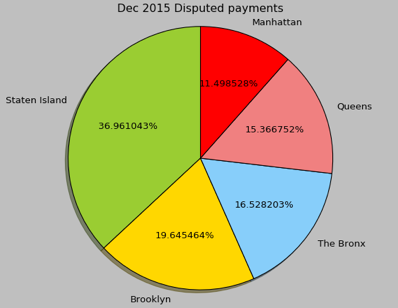 Dec 2015 Disputed payments
Manhattan
11.498528%
Queens
15.366752%
Staten Island
36.961043%
16.528203%
The Bronx
19.645464%
Brooklyn